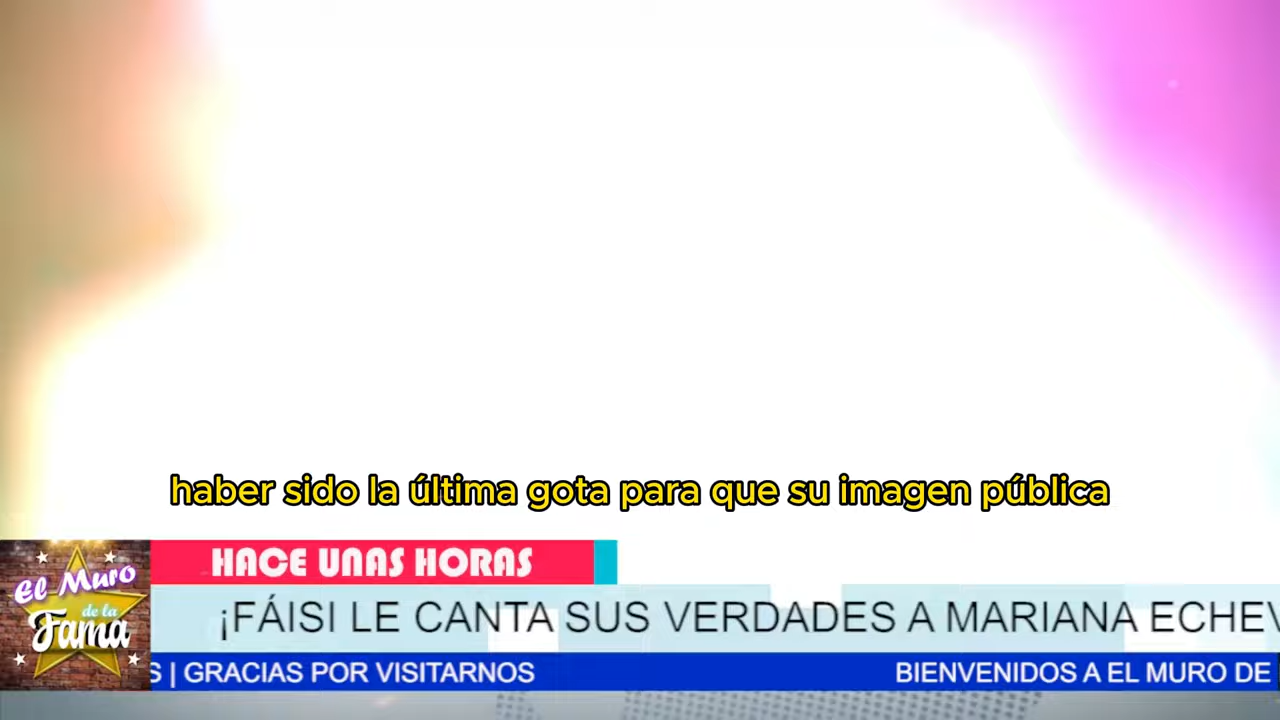 haber sido la última gota para que su imagen pública
HACE UNAS HORAS
¡FÁISI LE CANTA SUS VERDADES A MARIANA ECHEV
El Muro
de la
Fama
S | GRACIAS POR VISITARNOS
BIENVENIDOS A EL MURO DE